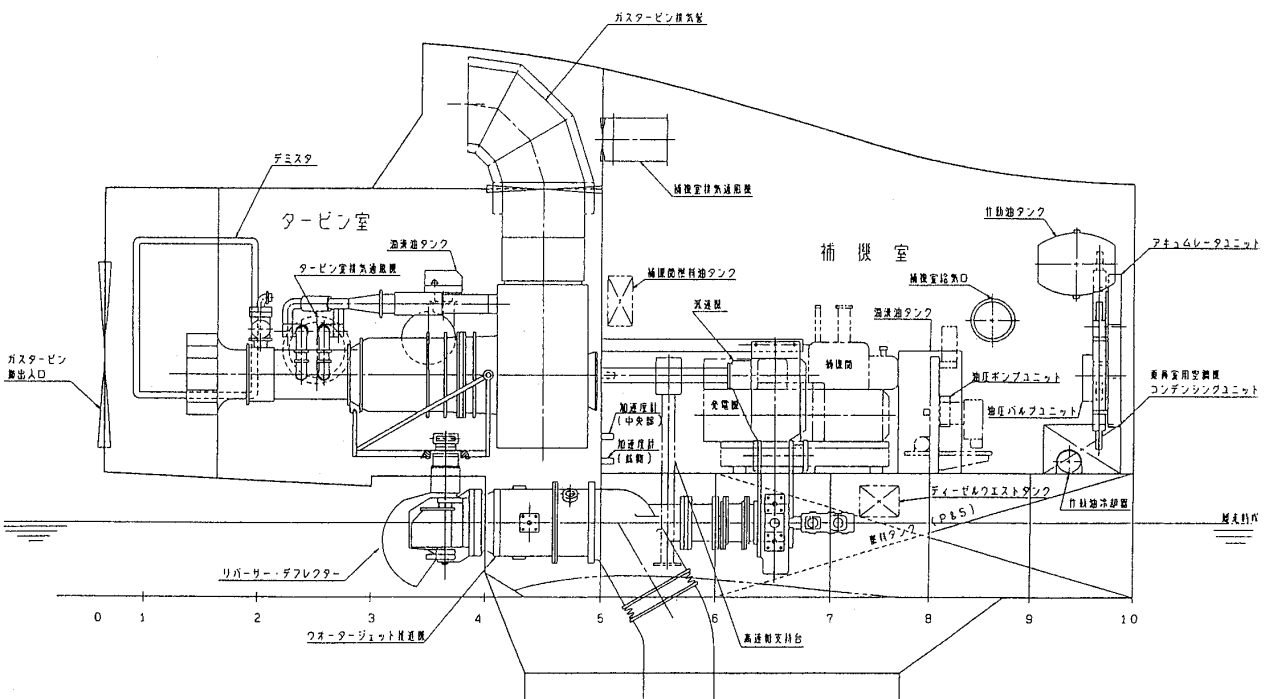 ガスタービン排気管
デミスタ
補機室排気通風機
タービン室
潤滑油タンク
タービン室排気通風機
補機関燃料油タンク
補機室
作動油タンク
アキュムレータユニット
補機室給気口
減速機
潤滑油タンク
補機関
油圧ポンプユニット
発電機
油圧バルブユニット
乗員室用空調機
コンデンシングユニット
ガスタービン
搬出入口
加速度計
(中央部)
加速度計
ディーゼルウエストタンク
(P&S)
燃料タンク
作動油冷却器
リバーサー・デフレクター
0 1 2 3 4 5 6 7 8 9 10
ウオータージェット推進機
高速軸支持台